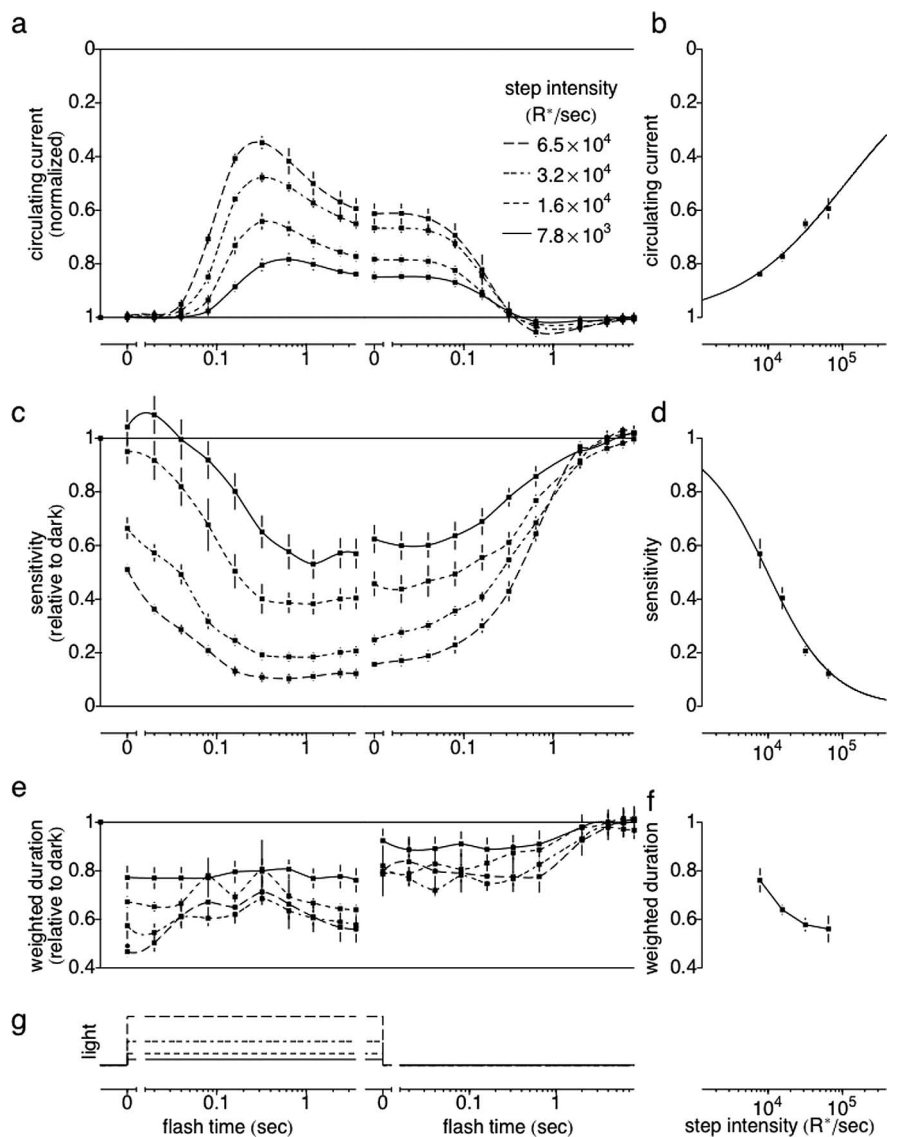 a
circulating current
(normalized)
0
0.2
0.4
0.6
0.8
1
step intensity
(R*/sec)
6.5×10⁴
3.2×10⁴
1.6×10⁴
7.8×10³
0 0.1 1 0 0.1 1
b
circulating current
0
0.2
0.4
0.6
0.8
1
10⁴ 10⁵
c
sensitivity
(relative to dark)
1
0.8
0.6
0.4
0.2
0
0 0.1 1 0 0.1 1
d
sensitivity
1
0.8
0.6
0.4
0.2
0
10⁴ 10⁵
e
weighted duration
(relative to dark)
1
0.8
0.6
0.4
f
weighted duration
1
0.8
0.6
0.4
g
light
0 0.1 1 0 0.1 1
flash time (sec) flash time (sec)
10⁴ 10⁵
step intensity (R*/sec)